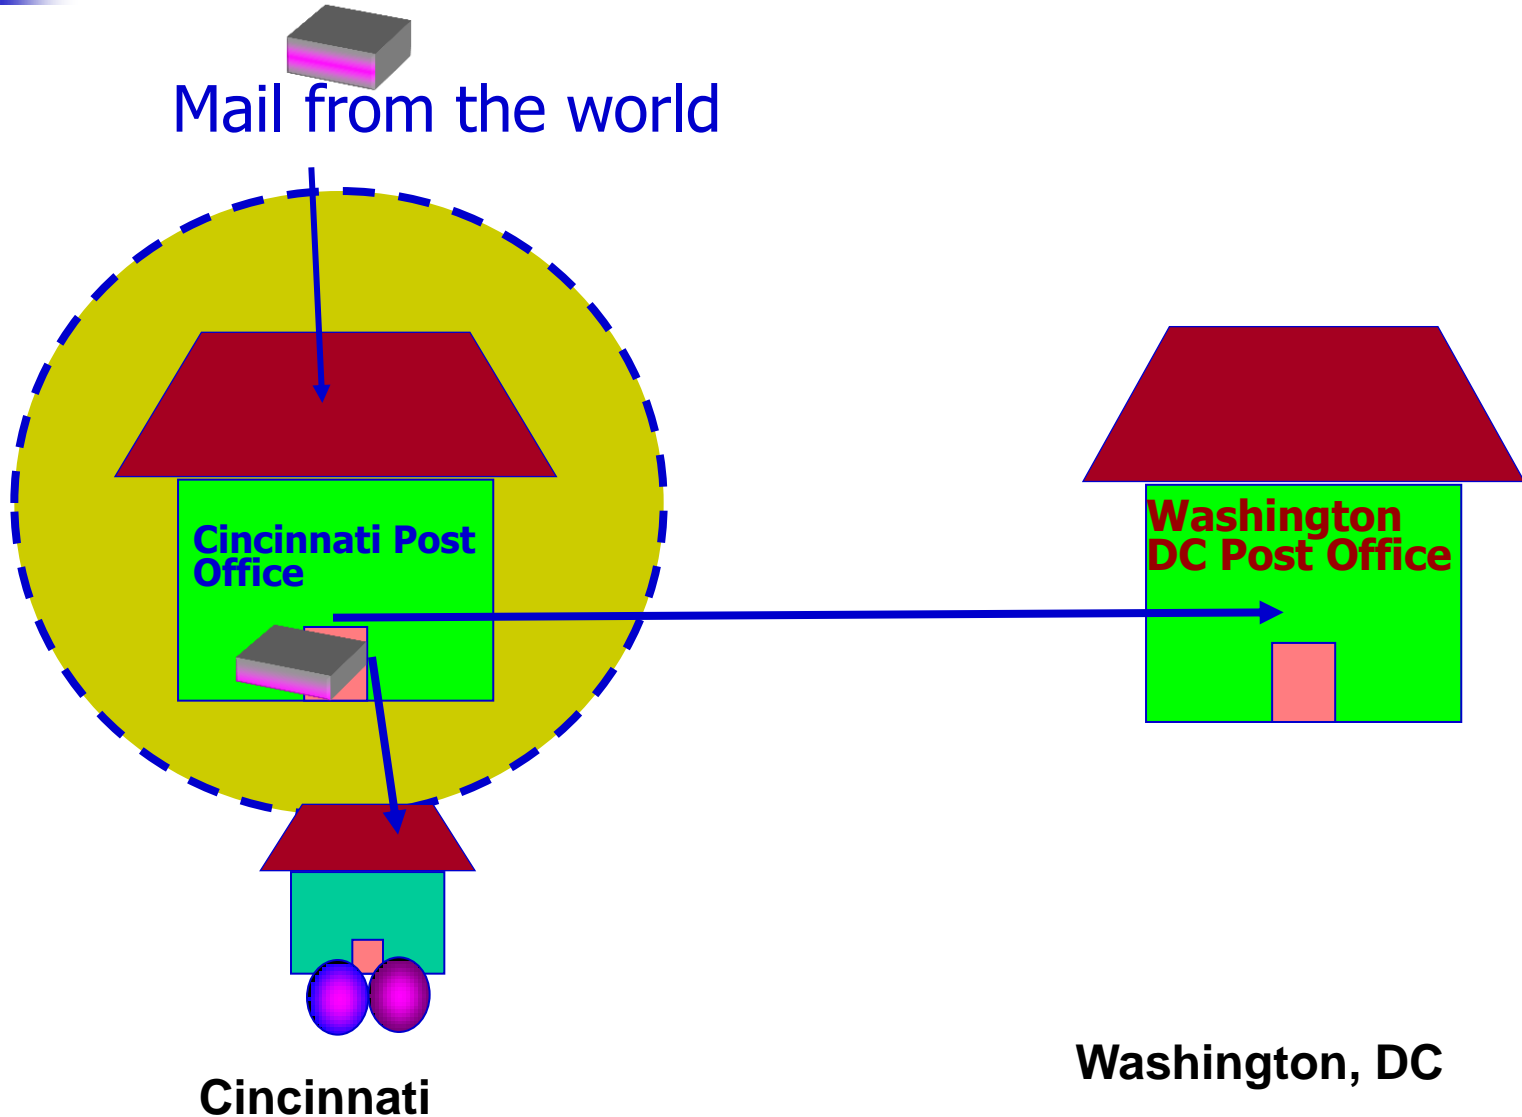 Mail from the world
Cincinnati Post
Office
Washington
DC Post Office
Cincinnati
Washington, DC